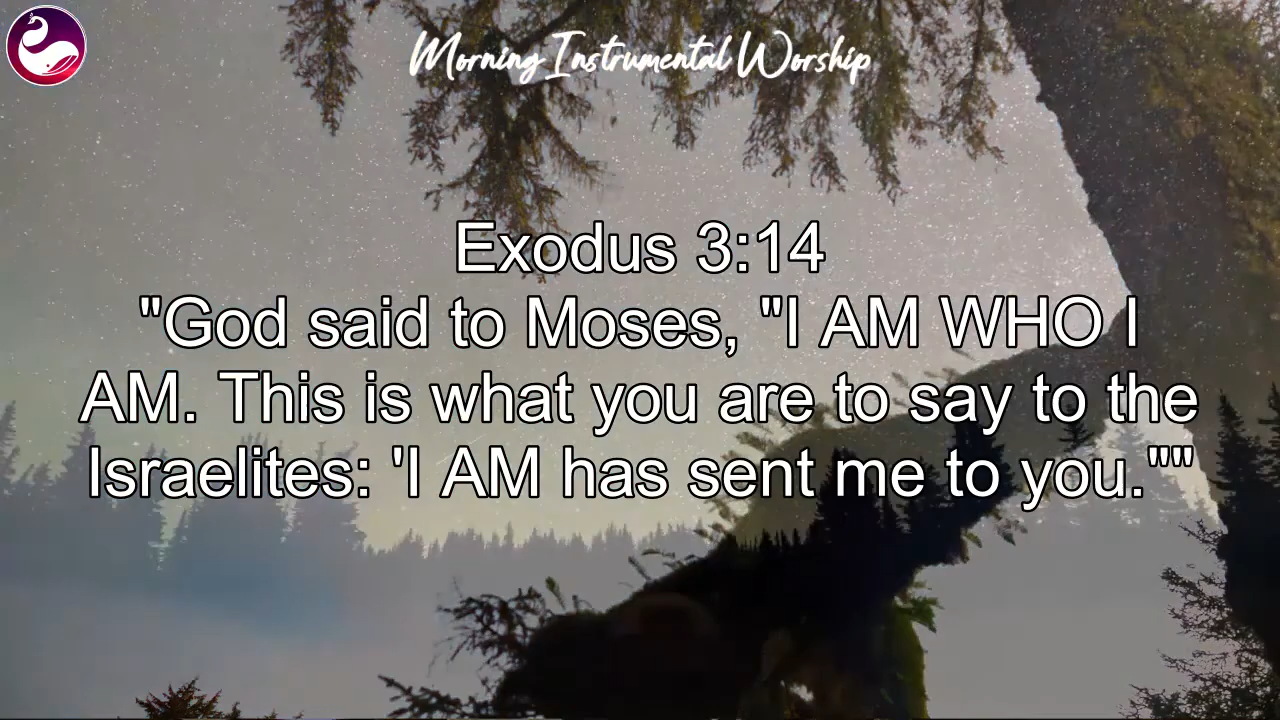 Morning Instrumental Worship
Exodus 3:14
"God said to Moses, "I AM WHO I
AM. This is what you are to say to the
Israelites: 'I AM has sent me to you.""